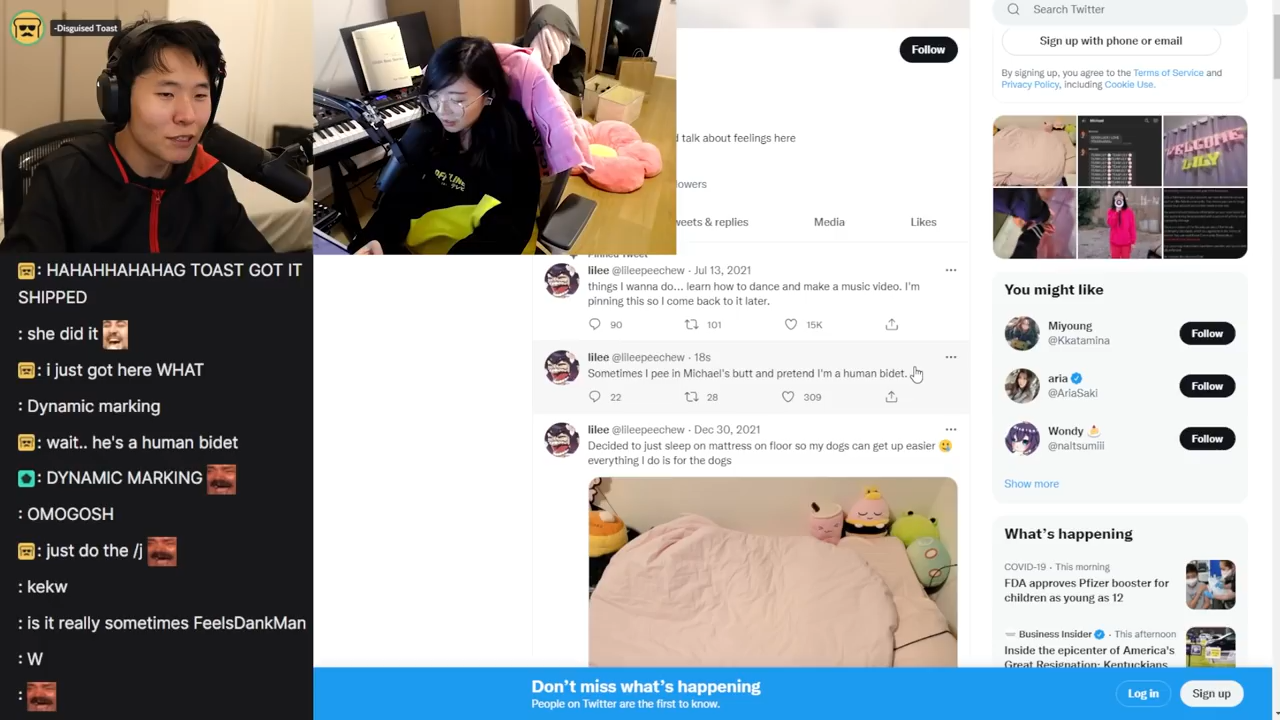 -Disguised Toast
: HAHAHAHAHAG TOAST GOT IT
SHIPPED
: she did it
: i just got here WHAT
: Dynamic marking
: wait.. he's a human bidet
: DYNAMIC MARKING
: OMOGOSH
: just do the /j
: kekw
: is it really sometimes FeelsDankMan
: W
:
Follow
d talk about feelings here
lowers
weets & replies
Media
Likes
Pinned Tweet
lilee @lileepeechew · Jul 13, 2021
things I wanna do... learn how to dance and make a music video. I'm
pinning this so I come back to it later.
90
101
15K
lilee @lileepeechew · 18s
Sometimes I pee in Michael's butt and pretend I'm a human bidet.
22
28
309
lilee @lileepeechew · Dec 30, 2021
Decided to just sleep on mattress on floor so my dogs can get up easier
everything I do is for the dogs
Search Twitter
Sign up with phone or email
By signing up, you agree to the Terms of Service and
Privacy Policy, including Cookie Use.
WELCOME
LILY
You might like
Miyoung
@Kkatamina
Follow
aria
@AriaSaki
Follow
Wondy
@naltsumiii
Follow
Show more
What's happening
COVID-19 · This morning
FDA approves Pfizer booster for
children as young as 12
Business Insider · This afternoon
Inside the epicenter of America's
Great Resignation: Kentuckians
Don't miss what's happening
People on Twitter are the first to know.
Log in
Sign up